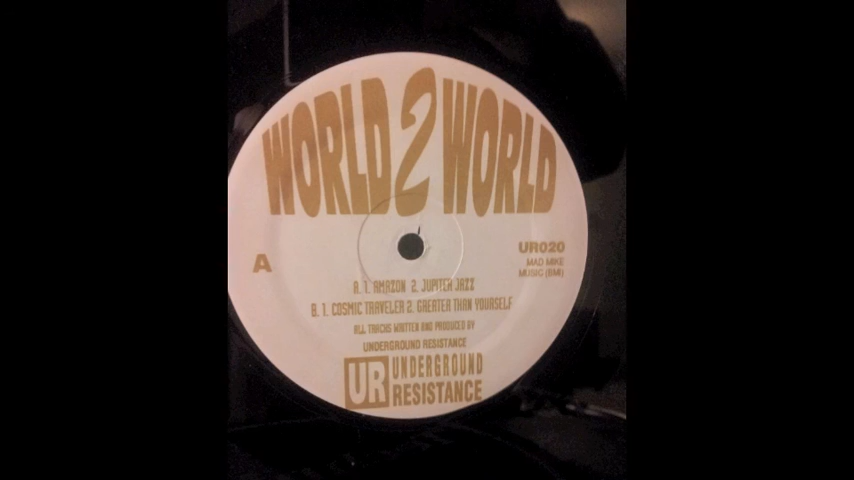 WORLD 2 WORLD
A
UR020
MAD MIKE
MUSIC (BMI)
A. 1. AMAZON 2. JUPITER JAZZ
B. 1. COSMIC TRAVELER 2. GREATER THAN YOURSELF
ALL TRACKS WRITTEN AND PRODUCED BY
UNDERGROUND RESISTANCE
UR UNDERGROUND
RESISTANCE